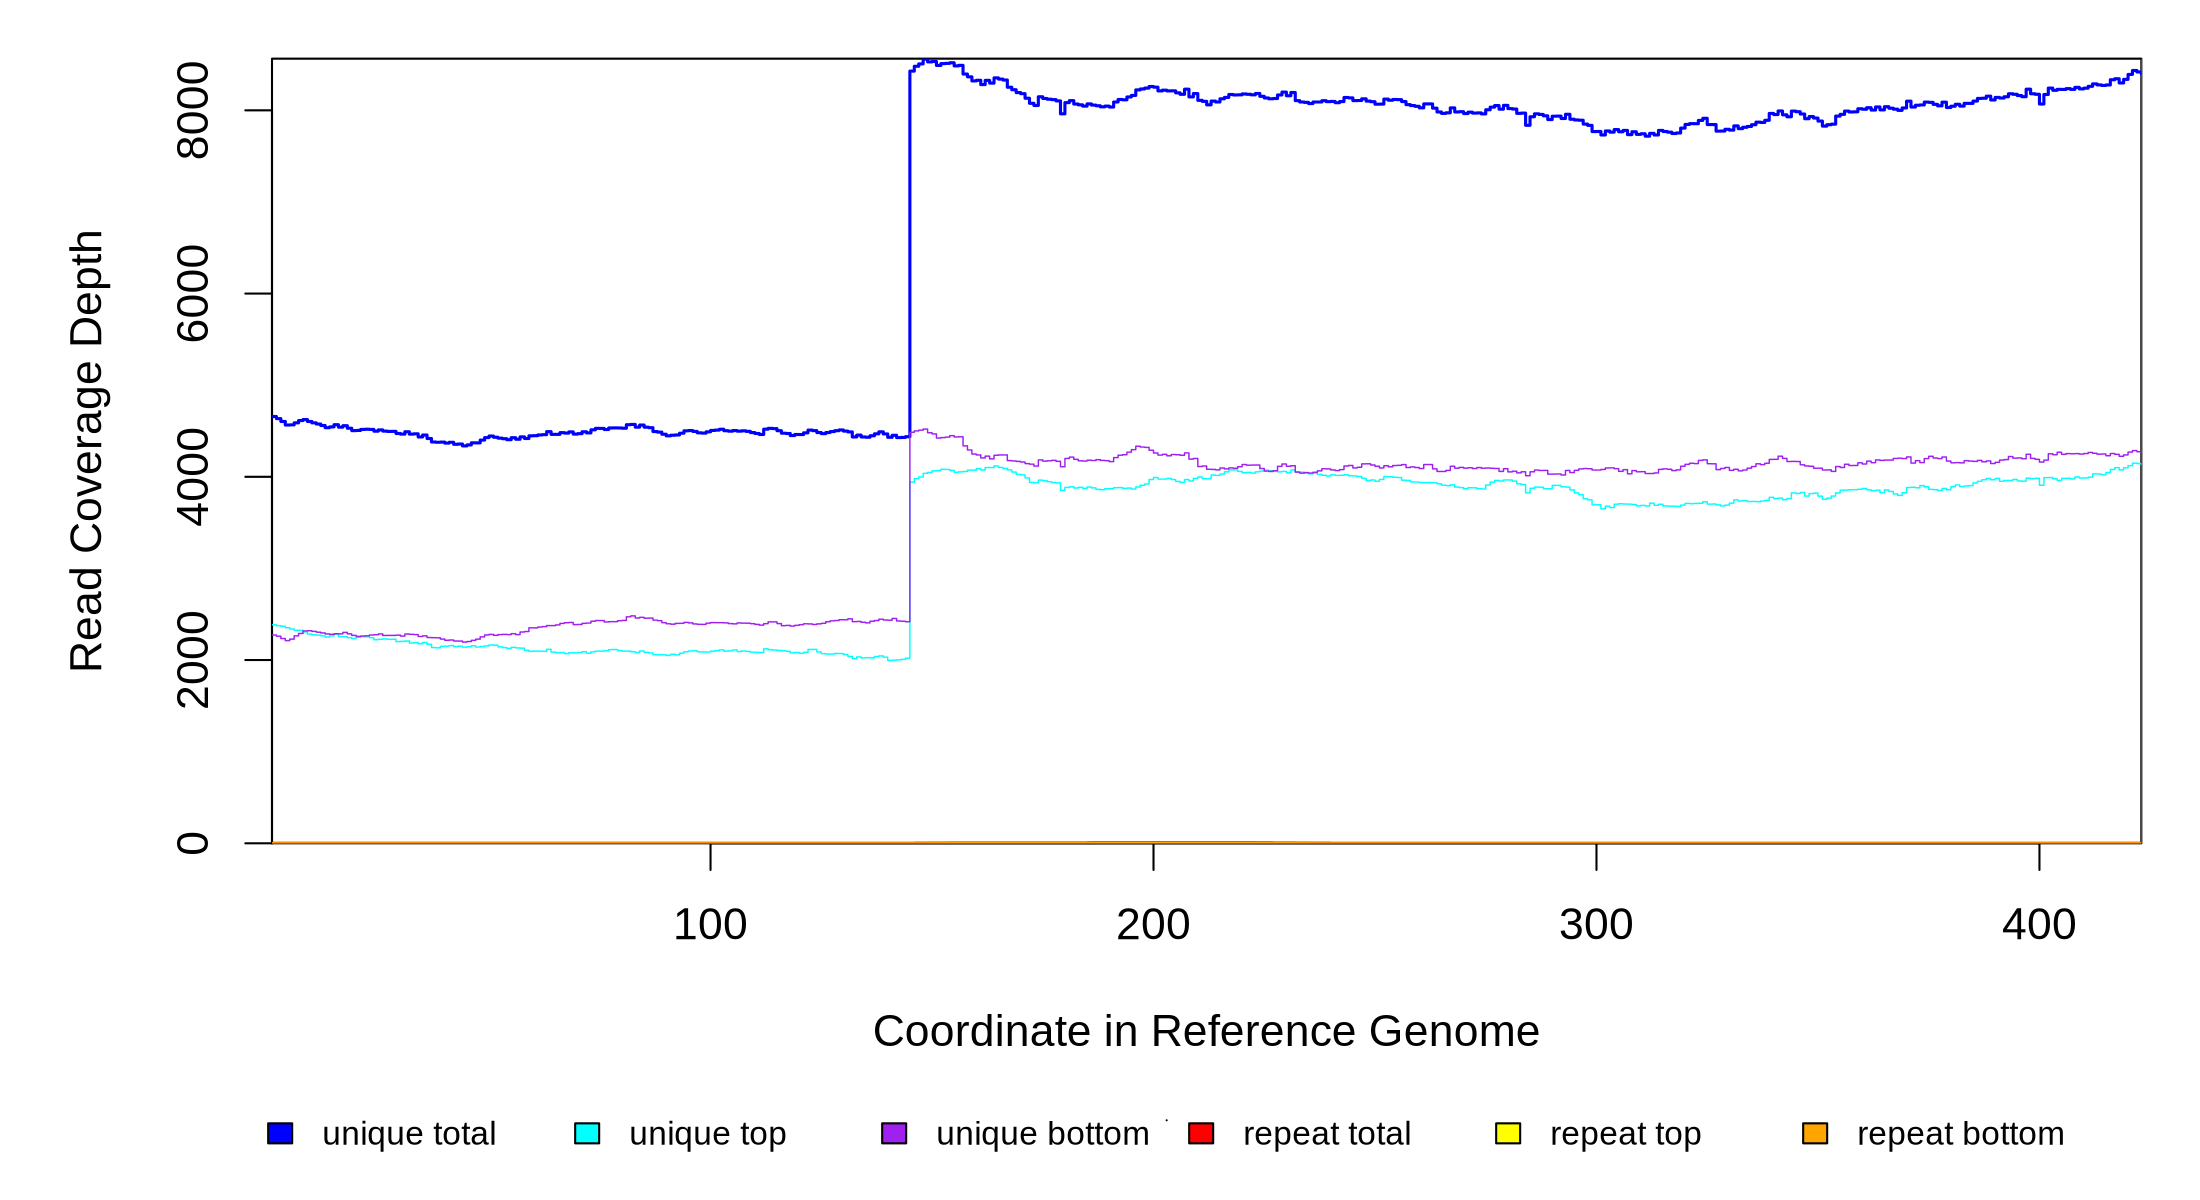 8000
6000
4000
2000
0
Read Coverage Depth
100 200 300 400
Coordinate in Reference Genome
unique total unique top unique bottom repeat total repeat top repeat bottom